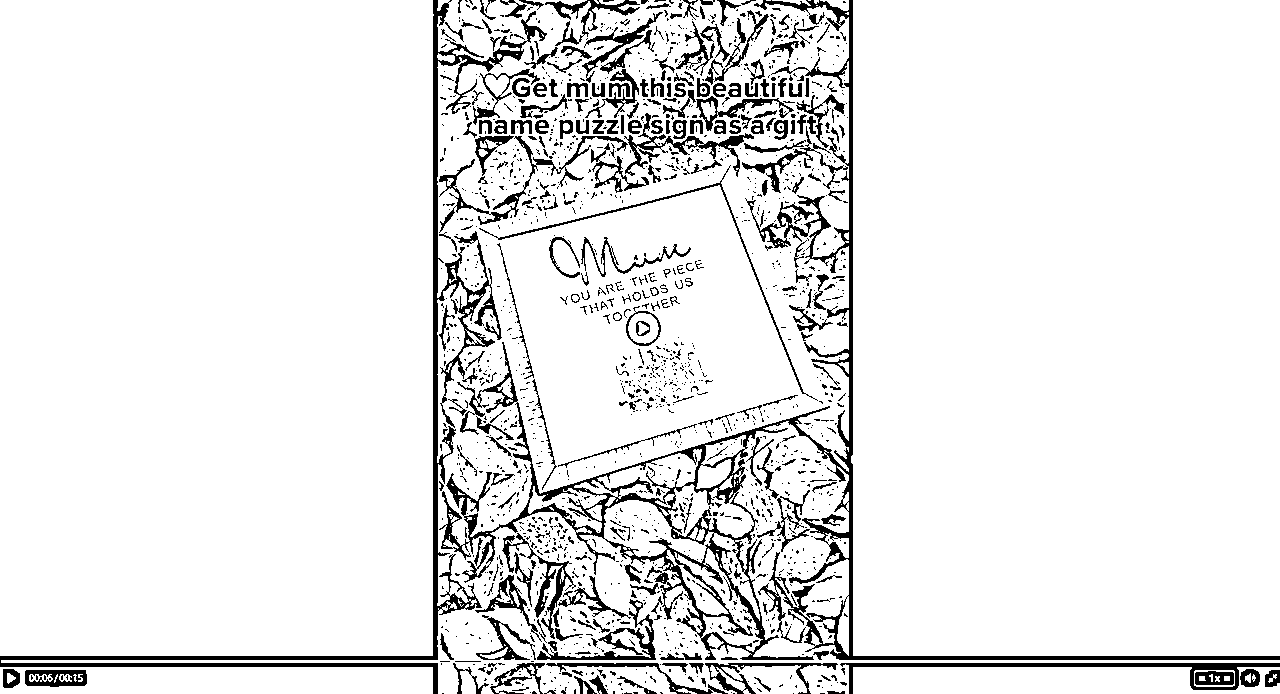 ♡Get mum this beautiful
name puzzle sign as a gift
Mum
YOU ARE THE PIECE
THAT HOLDS US
TOGETHER
00:06/00:15
1x